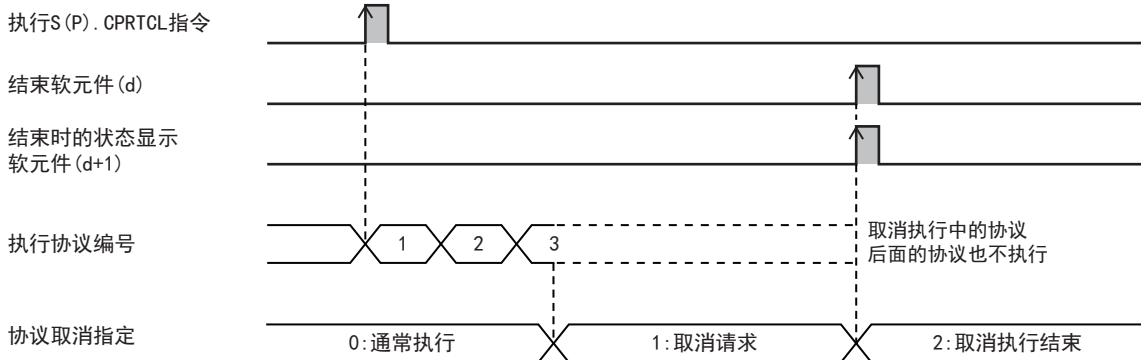 执行S(P).CPRTCL指令
结束软元件(d)
结束时的状态显示
软元件(d+1)
执行协议编号
1
2
3
取消执行中的协议
后面的协议也不执行
协议取消指定
0:通常执行
1:取消请求
2:取消执行结束